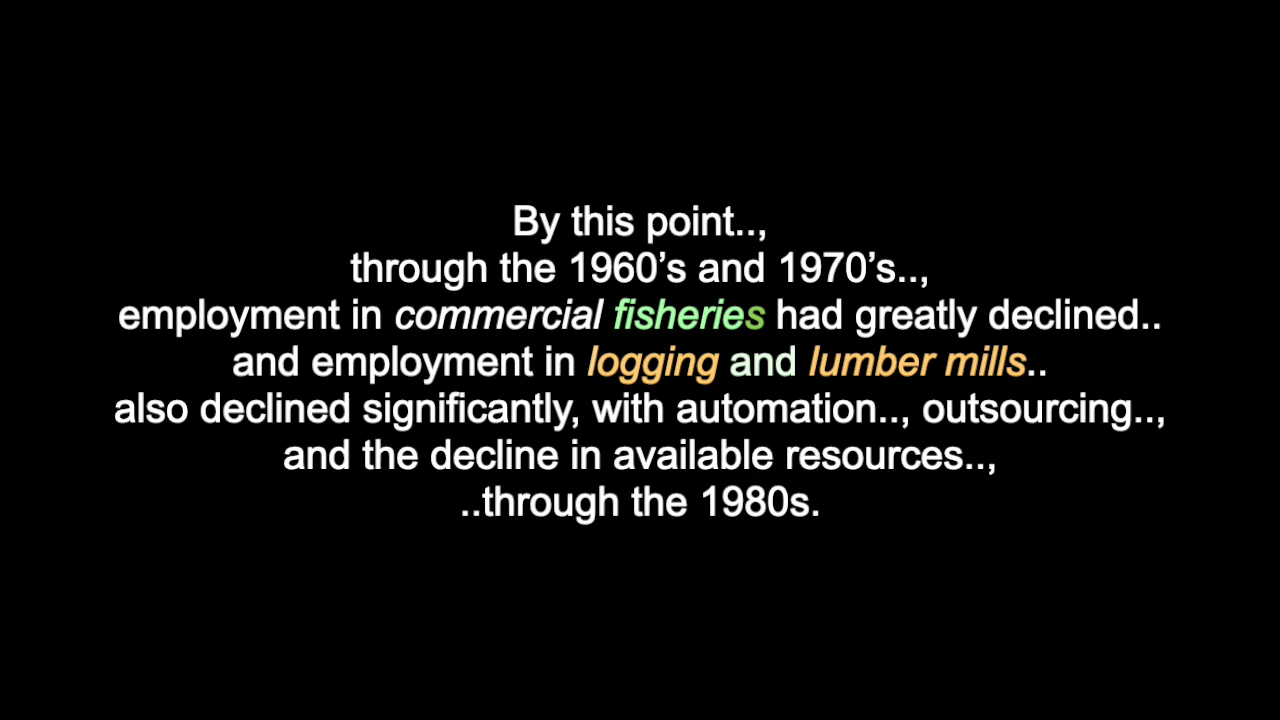 By this point..,
through the 1960’s and 1970’s..,
employment in commercial fisheries had greatly declined..
and employment in logging and lumber mills..
also declined significantly, with automation.., outsourcing..,
and the decline in available resources..,
..through the 1980s.